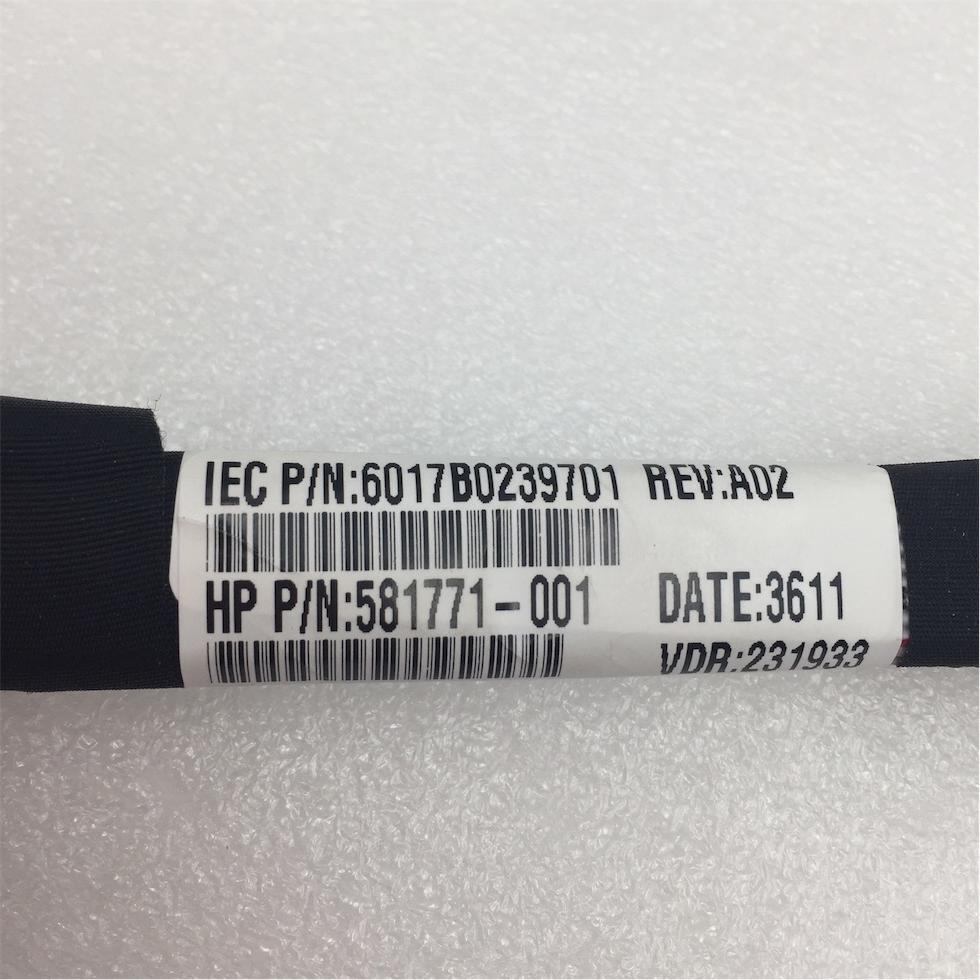 IEC P/N:6017B0239701 REV:A02
HP P/N:581771-001 DATE:3611
VDR:231933